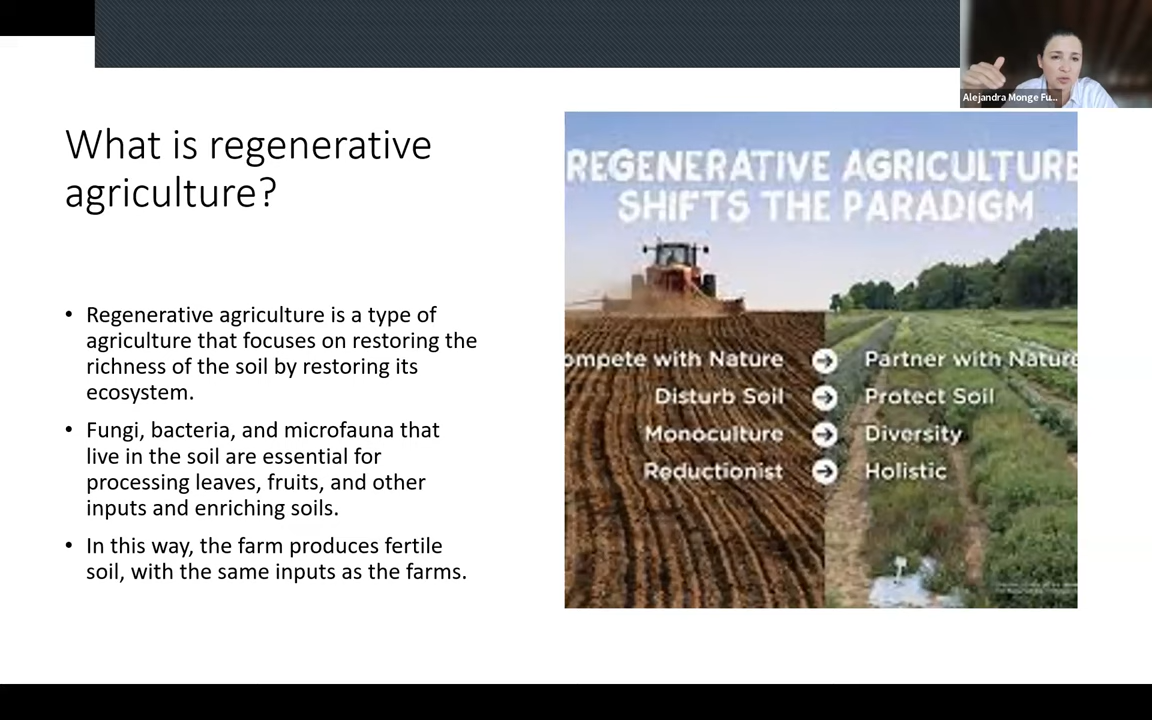 Alejandra Monge Fu...
What is regenerative
agriculture?
• Regenerative agriculture is a type of
agriculture that focuses on restoring the
richness of the soil by restoring its
ecosystem.
• Fungi, bacteria, and microfauna that
live in the soil are essential for
processing leaves, fruits, and other
inputs and enriching soils.
• In this way, the farm produces fertile
soil, with the same inputs as the farms.
REGENERATIVE AGRICULTURE
SHIFTS THE PARADIGM
ompete with Nature Partner with Nature
Disturb Soil Protect Soil
Monoculture Diversity
Reductionist Holistic